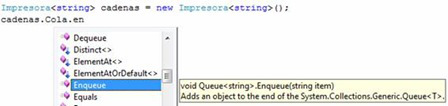 Impresora<string> cadenas = new Impresora<string>();
cadenas.Cola.en
Dequeue
Distinct<>
ElementAt<>
ElementAtOrDefault<>
Enqueue
Equals
void Queue<string>.Enqueue(string item)
Adds an object to the end of the System.Collections.Generic.Queue<T>.